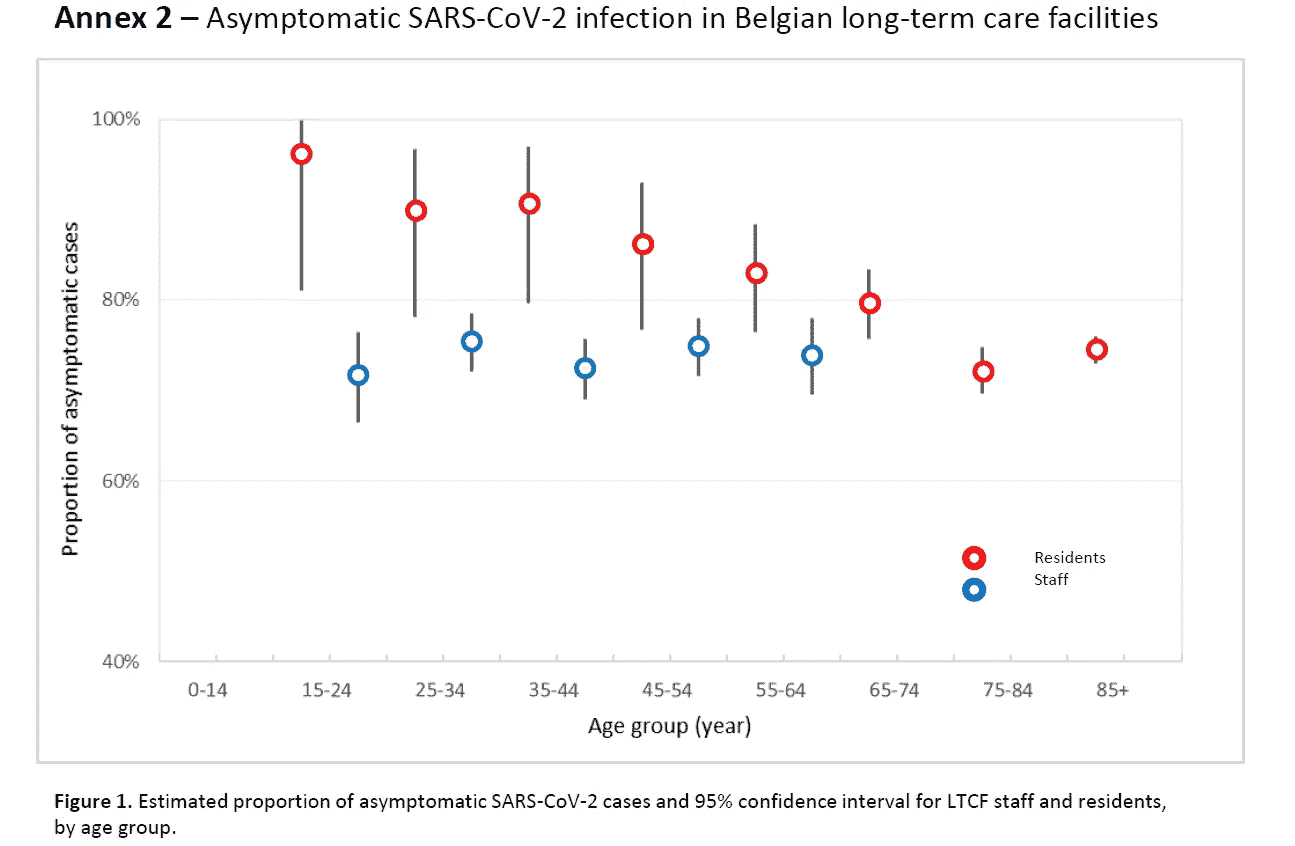 Annex 2 – Asymptomatic SARS-CoV-2 infection in Belgian long-term care facilities
Proportion of asymptomatic cases
100%
80%
60%
40%
Residents
Staff
0-14 15-24 25-34 35-44 45-54 55-64 65-74 75-84 85+
Age group (year)
Figure 1. Estimated proportion of asymptomatic SARS-CoV-2 cases and 95% confidence interval for LTCF staff and residents,
by age group.